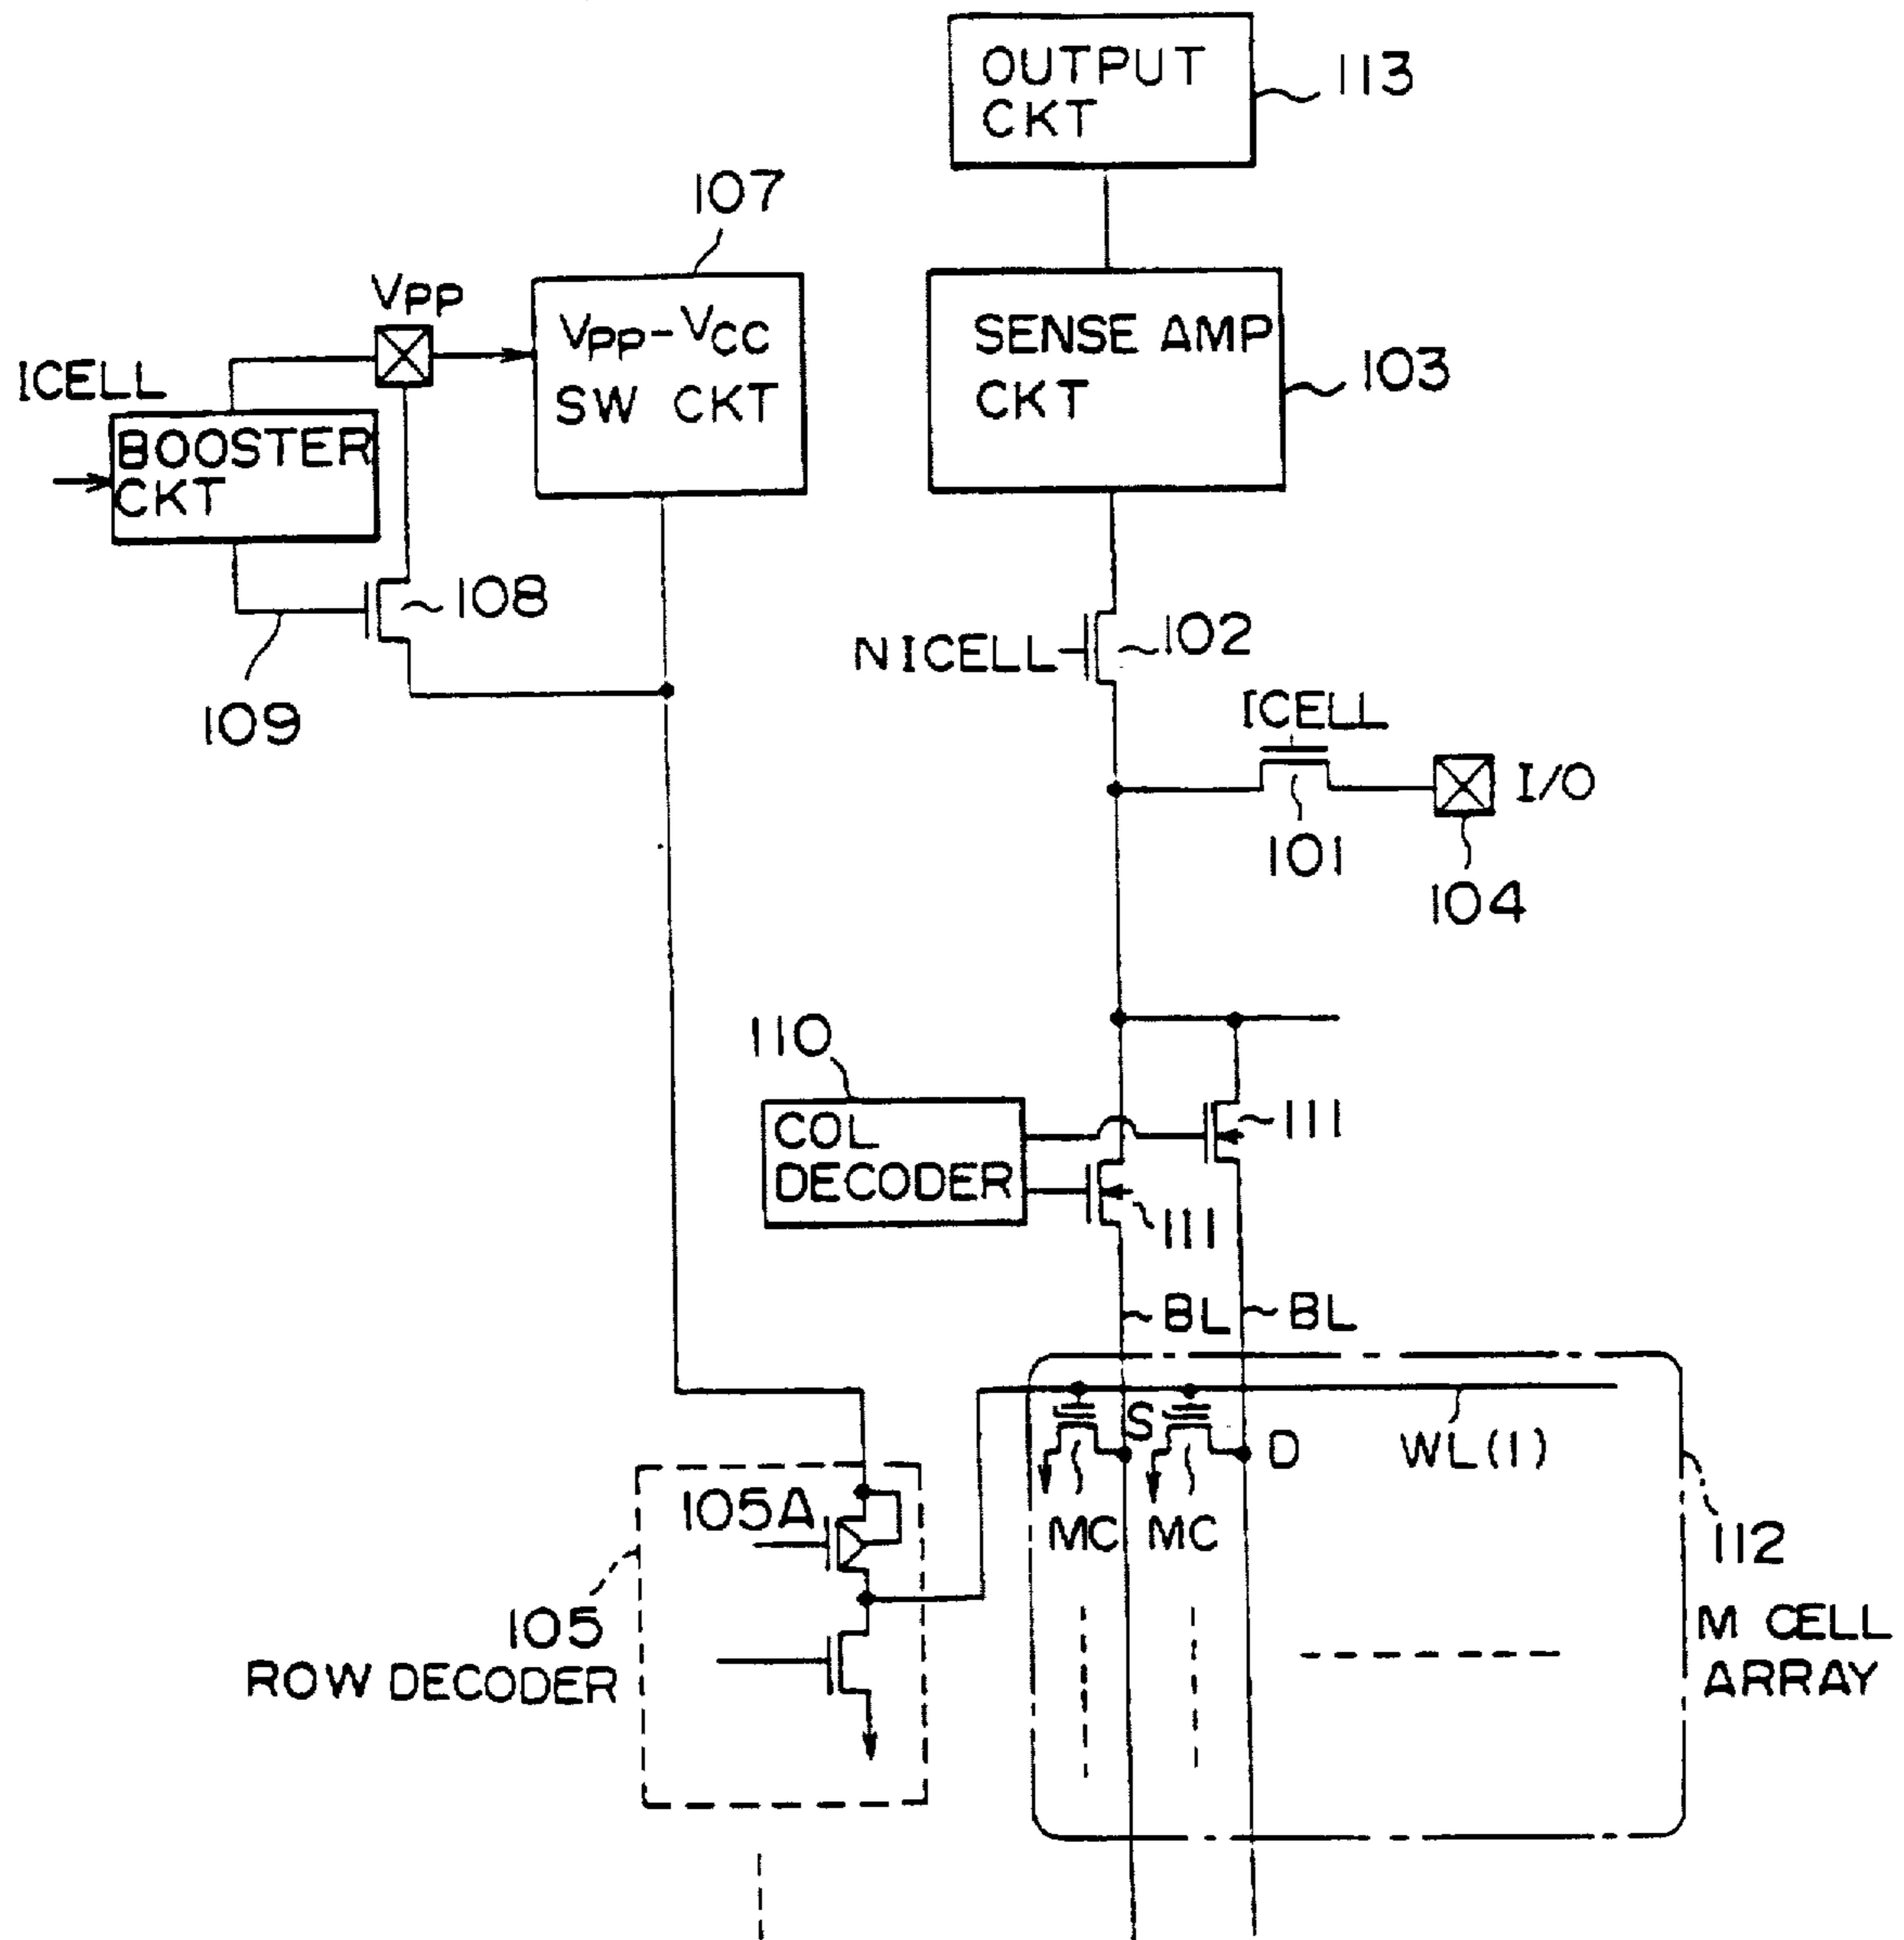 OUTPUT
CKT
113
107
VPP
VPP-VCC
SW CKT
SENSE AMP
CKT
103
ICELL
BOOSTER
CKT
108
109
NICELL
102
ICELL
I/O
101
104
110
COL
DECODER
111
111
BL
BL
S
D
WL(1)
MC
MC
105A
112
M CELL
ARRAY
105
ROW DECODER